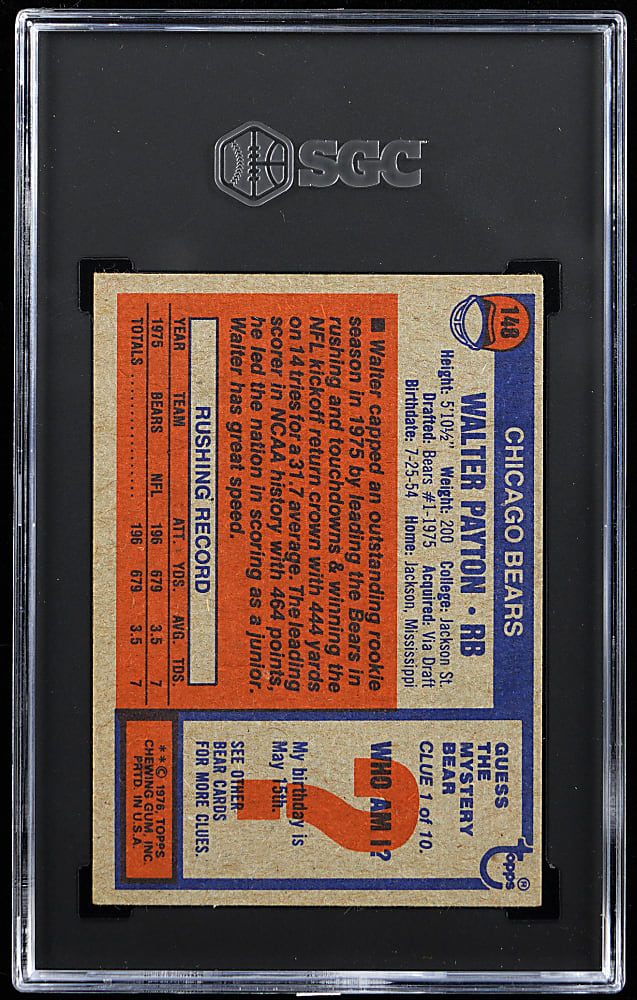 SGC
148
CHICAGO BEARS
WALTER PAYTON • RB
Height: 5'10½" Weight: 200 College: Jackson St.
Drafted: Bears #1-1975 Acquired: Via Draft
Birthdate: 7-25-54 Home: Jackson, Mississippi
■ Walter capped an outstanding rookie
season in 1975 by leading the Bears in
rushing and touchdowns & winning the
NFL kickoff return crown with 444 yards
on 14 tries for a 31.7 average. The leading
scorer in NCAA history with 464 points,
he led the nation in scoring as a junior.
Walter has great speed.
RUSHING RECORD
YEAR TEAM ATT. YDS. AVG. TDS.
1975 BEARS NFL 196 679 3.5 7
TOTALS ................ 196 679 3.5 7
topps®
GUESS
THE
MYSTERY
BEAR
CLUE 1 of 10.
?
WHO AM I?
My birthday is
May 15th.
SEE OTHER
BEAR CARDS
FOR MORE CLUES.
**© 1976, TOPPS
CHEWING GUM, INC.
PRTD. IN U.S.A.